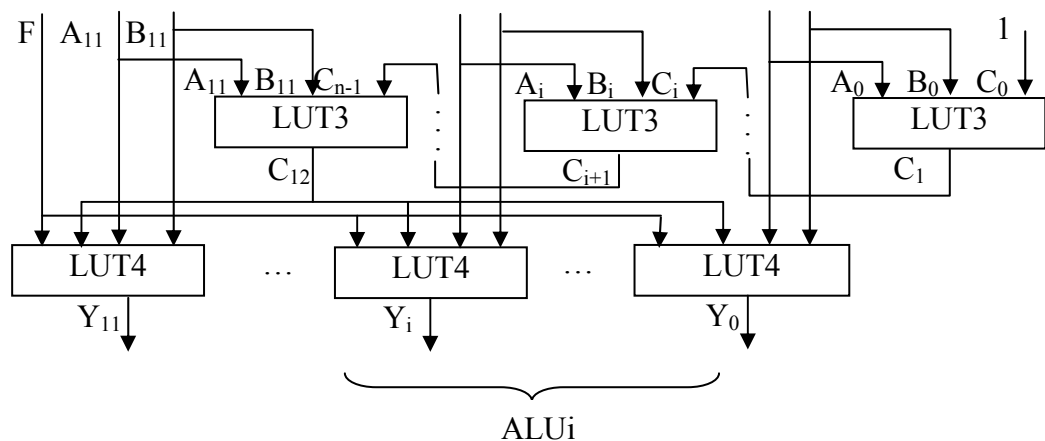 F A₁₁ B₁₁ 1
A₁₁ B₁₁ Cₙ₋₁ Aᵢ Bᵢ Cᵢ A₀ B₀ C₀
LUT3 LUT3 LUT3
C₁₂ Cᵢ₊₁ C₁
LUT4 … LUT4 … LUT4
Y₁₁ Yᵢ Y₀
ALUi